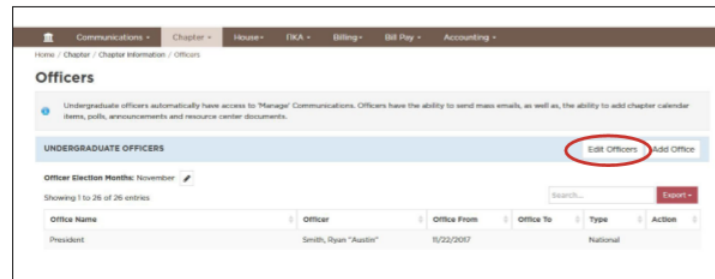 Communications Chapter House ΠΚΑ Billing Bill Pay Accounting
Home / Chapter / Chapter Information / Officers
Officers
Undergraduate officers automatically have access to 'Manage' Communications. Officers have the ability to send mass emails, as well as, the ability to add chapter calendar
items, polls, announcements and resource center documents.
UNDERGRADUATE OFFICERS Edit Officers Add Office
Officer Election Months: November
Showing 1 to 26 of 26 entries Search... Export
Office Name Officer Office From Office To Type Action
President Smith, Ryan "Austin" 11/22/2017 National